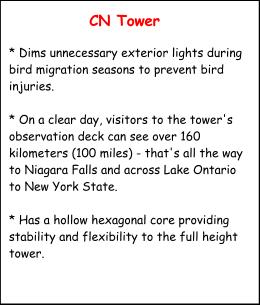 CN Tower
* Dims unnecessary exterior lights during
bird migration seasons to prevent bird
injuries.
* On a clear day, visitors to the tower's
observation deck can see over 160
kilometers (100 miles) - that's all the way
to Niagara Falls and across Lake Ontario
to New York State.
* Has a hollow hexagonal core providing
stability and flexibility to the full height
tower.